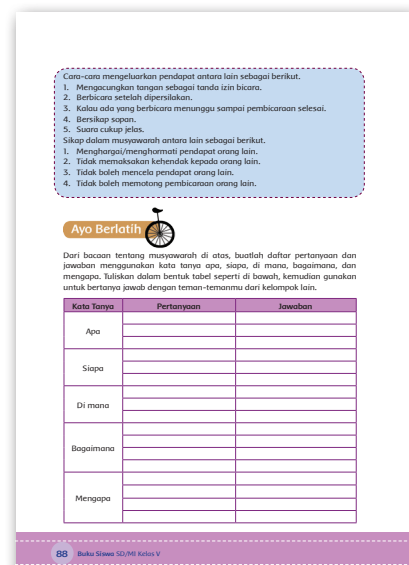 Cara-cara mengeluarkan pendapat antara lain sebagai berikut.
1. Mengacungkan tangan sebagai tanda izin bicara.
2. Berbicara setelah dipersilakan.
3. Kalau ada yang berbicara menunggu sampai pembicaraan selesai.
4. Bersikap sopan.
5. Suara cukup jelas.
Sikap dalam musyawarah antara lain sebagai berikut.
1. Menghargai/menghormati pendapat orang lain.
2. Tidak memaksakan kehendak kepada orang lain.
3. Tidak boleh mencela pendapat orang lain.
4. Tidak boleh memotong pembicaraan orang lain.
Ayo Berlatih
Dari bacaan tentang musyawarah di atas, buatlah daftar pertanyaan dan
jawaban menggunakan kata tanya apa, siapa, di mana, bagaimana, dan
mengapa. Tuliskan dalam bentuk tabel seperti di bawah, kemudian gunakan
untuk bertanya jawab dengan teman-temanmu dari kelompok lain.
Kata Tanya Pertanyaan Jawaban
Apa
Siapa
Di mana
Bagaimana
Mengapa
88 Buku Siswa SD/MI Kelas V